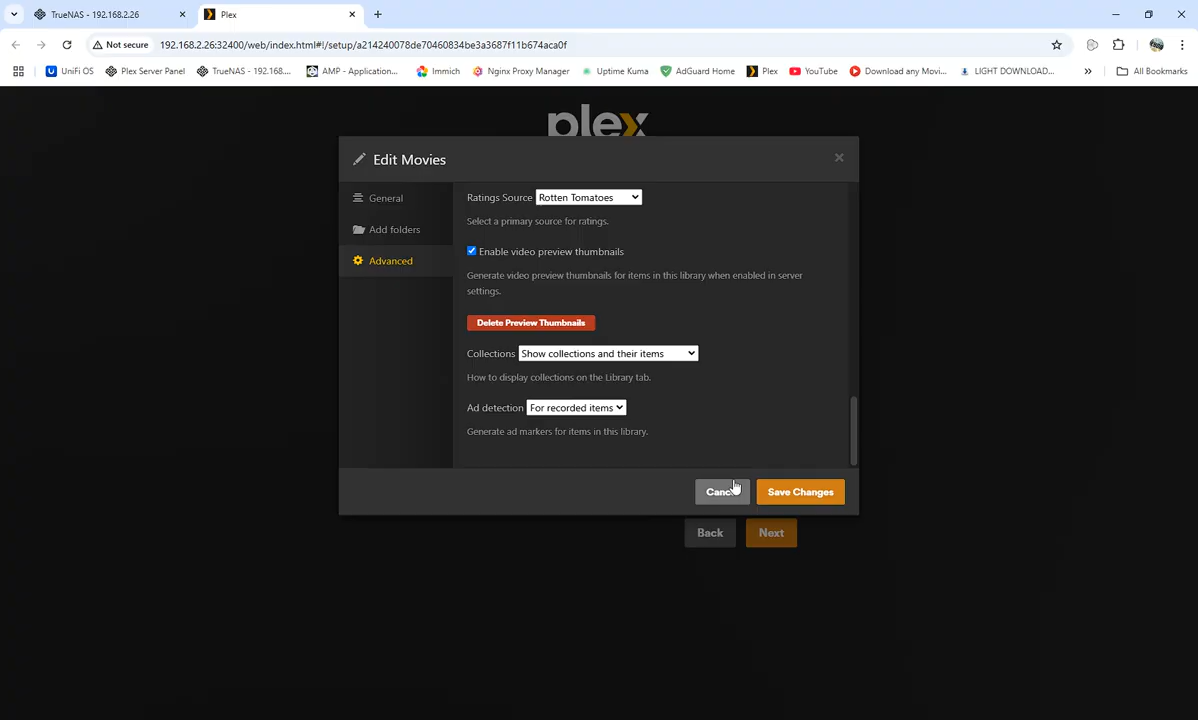 TrueNAS - 192.168.2.26
Plex
Not secure
192.168.2.26:32400/web/index.html#!/setup/a214240078de70460834be3a3687f11b674aca0f
UniFi OS
Plex Server Panel
TrueNAS - 192.168....
AMP - Application...
Immich
Nginx Proxy Manager
Uptime Kuma
AdGuard Home
Plex
YouTube
Download any Movi...
LIGHT DOWNLOAD...
All Bookmarks
plex
Edit Movies
General
Add folders
Advanced
Ratings Source Rotten Tomatoes
Select a primary source for ratings.
Enable video preview thumbnails
Generate video preview thumbnails for items in this library when enabled in server
settings.
Delete Preview Thumbnails
Collections Show collections and their items
How to display collections on the Library tab.
Ad detection For recorded items
Generate ad markers for items in this library.
Save Changes
Back
Next